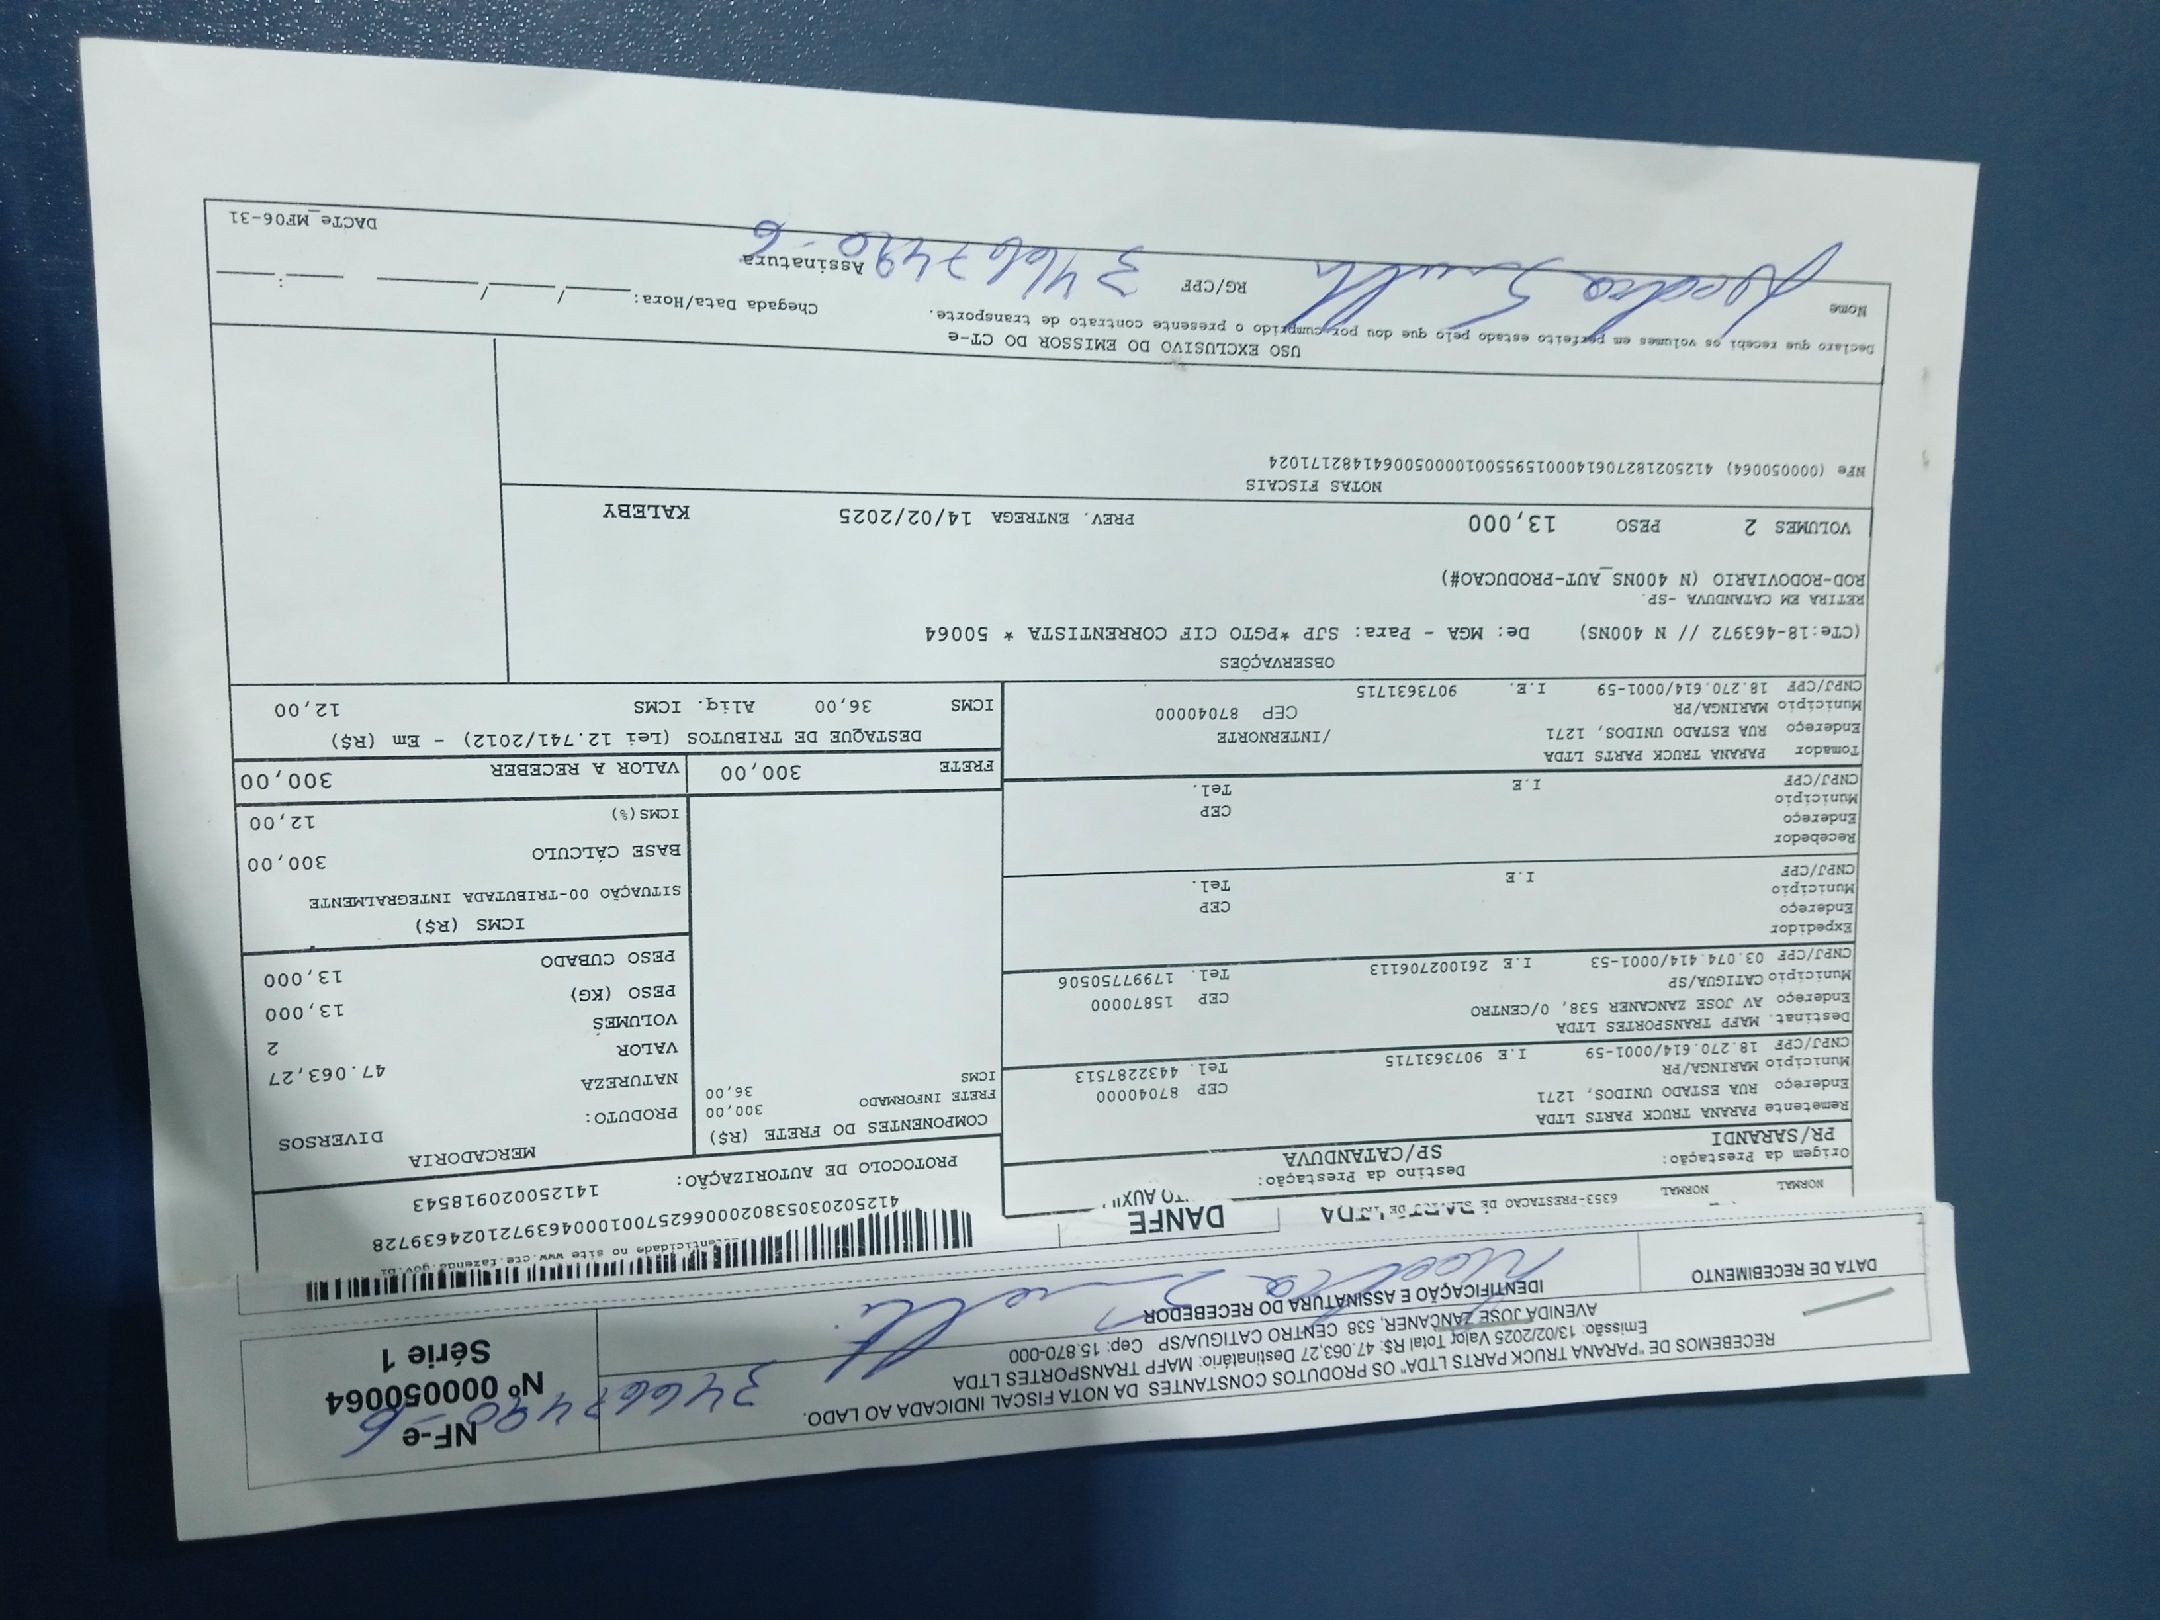 RECEBEMOS DE "PARANA TRUCK PARTS LTDA" OS PRODUTOS CONSTANTES DA NOTA FISCAL INDICADA AO LADO.
Emissão: 13/02/2025 Valor Total R$: 47.063,27 Destinatário: MAFP TRANSPORTES LTDA
AVENIDA JOSE ZANCANER, 538 CENTRO CATIGUA/SP Cep: 15.870-000
DATA DE RECEBIMENTO
IDENTIFICAÇÃO E ASSINATURA DO RECEBEDOR
34667490-6
NF-e
Nº 000050064
Série 1
DANFE
NORMAL NORMAL 6353-PRESTACAO DE
41250203053802000662570010004639721024639728
PROTOCOLO DE AUTORIZAÇÃO: 141250020918543
Origem da Prestação:
PR/SARANDI
Destino da Prestação:
SP/CATANDUVA
Remetente PARANA TRUCK PARTS LTDA
Endereço RUA ESTADO UNIDOS, 1271 CEP 87040000
Município MARINGA/PR Tel. 4432287513
CNPJ/CPF 18.270.614/0001-59 I.E 9073631715
Destinat. MAFP TRANSPORTES LTDA
Endereço AV JOSE ZANCANER 538, 0/CENTRO CEP 15870000
Município CATIGUA/SP Tel. 1799750506
CNPJ/CPF 03.074.414/0001-53 I.E 261002706113
Expedidor
Endereço CEP
Município Tel.
CNPJ/CPF I.E
Recebedor
Endereço CEP
Município Tel.
CNPJ/CPF I.E
Tomador PARANA TRUCK PARTS LTDA
Endereço RUA ESTADO UNIDOS, 1271 /INTERNORTE
Município MARINGA/PR CEP 87040000
CNPJ/CPF 18.270.614/0001-59 I.E. 9073631715
COMPONENTES DO FRETE (R$)
FRETE INFORMADO 300,00
ICMS 36,00
MERCADORIA
PRODUTO: DIVERSOS
NATUREZA
VALOR 47.063,27
VOLUMES 2
PESO (KG) 13,000
PESO CUBADO 13,000
ICMS (R$)
SITUAÇÃO 00-TRIBUTADA INTEGRALMENTE
BASE CÁLCULO 300,00
ICMS(%) 12,00
FRETE 300,00 VALOR A RECEBER 300,00
DESTAQUE DE TRIBUTOS (Lei 12.741/2012) - Em (R$)
ICMS 36,00 Aliq. ICMS 12,00
OBSERVAÇÕES
(CTe:18-463972 // N 400NS) De: MGA - Para: SJP *PGTO CIF CORRENTISTA * 50064
RETIRA EM CATANDUVA -SP.
ROD-RODOVIARIO (N 400NS_AUT-PRODUCAO#)
VOLUMES 2 PESO 13,000 PREV. ENTREGA 14/02/2025 KALEBY
NOTAS FISCAIS
NFe (00050064) 41250218270614000159550010000500641482171024
USO EXCLUSIVO DO EMISSOR DO CT-e
Declaro que recebi os volumes em perfeito estado pelo que dou por cumprido o presente contrato de transporte.
Chegada Data/Hora: ___/___/___ ___:___
Nome RG/CPF 34667490-6 Assinatura
DACTe_MF06-31